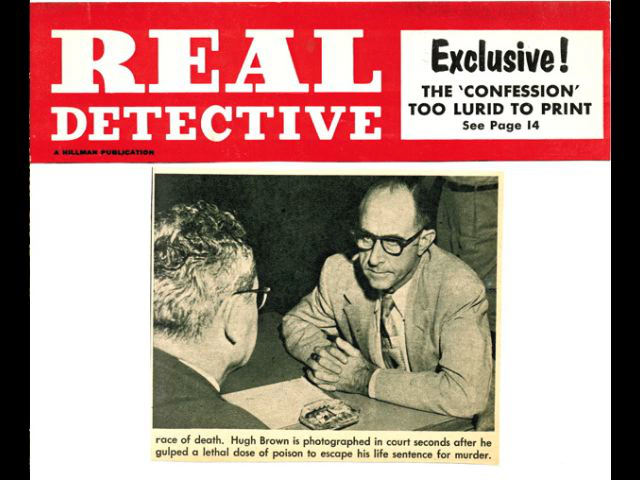 REAL
DETECTIVE
A HILLMAN PUBLICATION
Exclusive!
THE 'CONFESSION'
TOO LURID TO PRINT
See Page 14
race of death. Hugh Brown is photographed in court seconds after he
gulped a lethal dose of poison to escape his life sentence for murder.